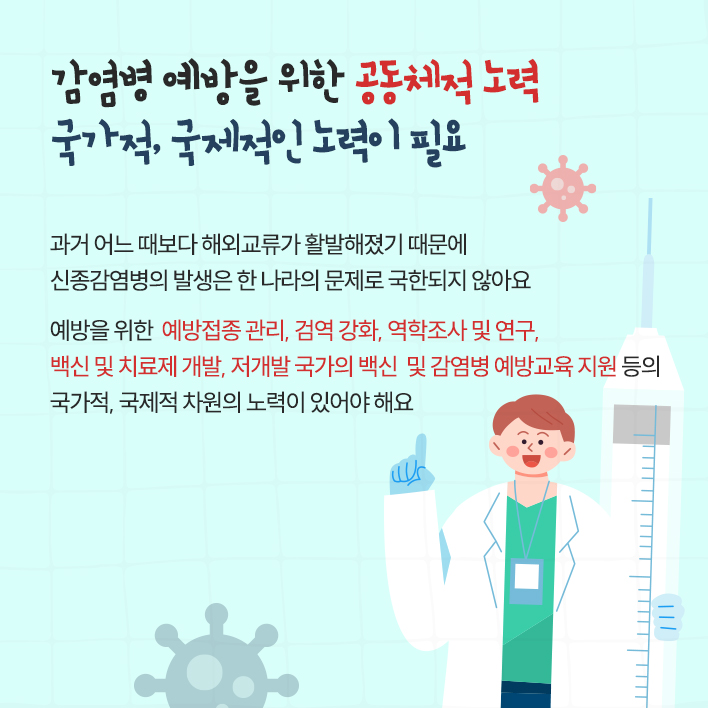 감염병 예방을 위한 공동체적 노력
국가적, 국제적인 노력이 필요
과거 어느 때보다 해외교류가 활발해졌기 때문에
신종감염병의 발생은 한 나라의 문제로 국한되지 않아요
예방을 위한 예방접종 관리, 검역 강화, 역학조사 및 연구,
백신 및 치료제 개발, 저개발 국가의 백신 및 감염병 예방교육 지원 등의
국가적, 국제적 차원의 노력이 있어야 해요